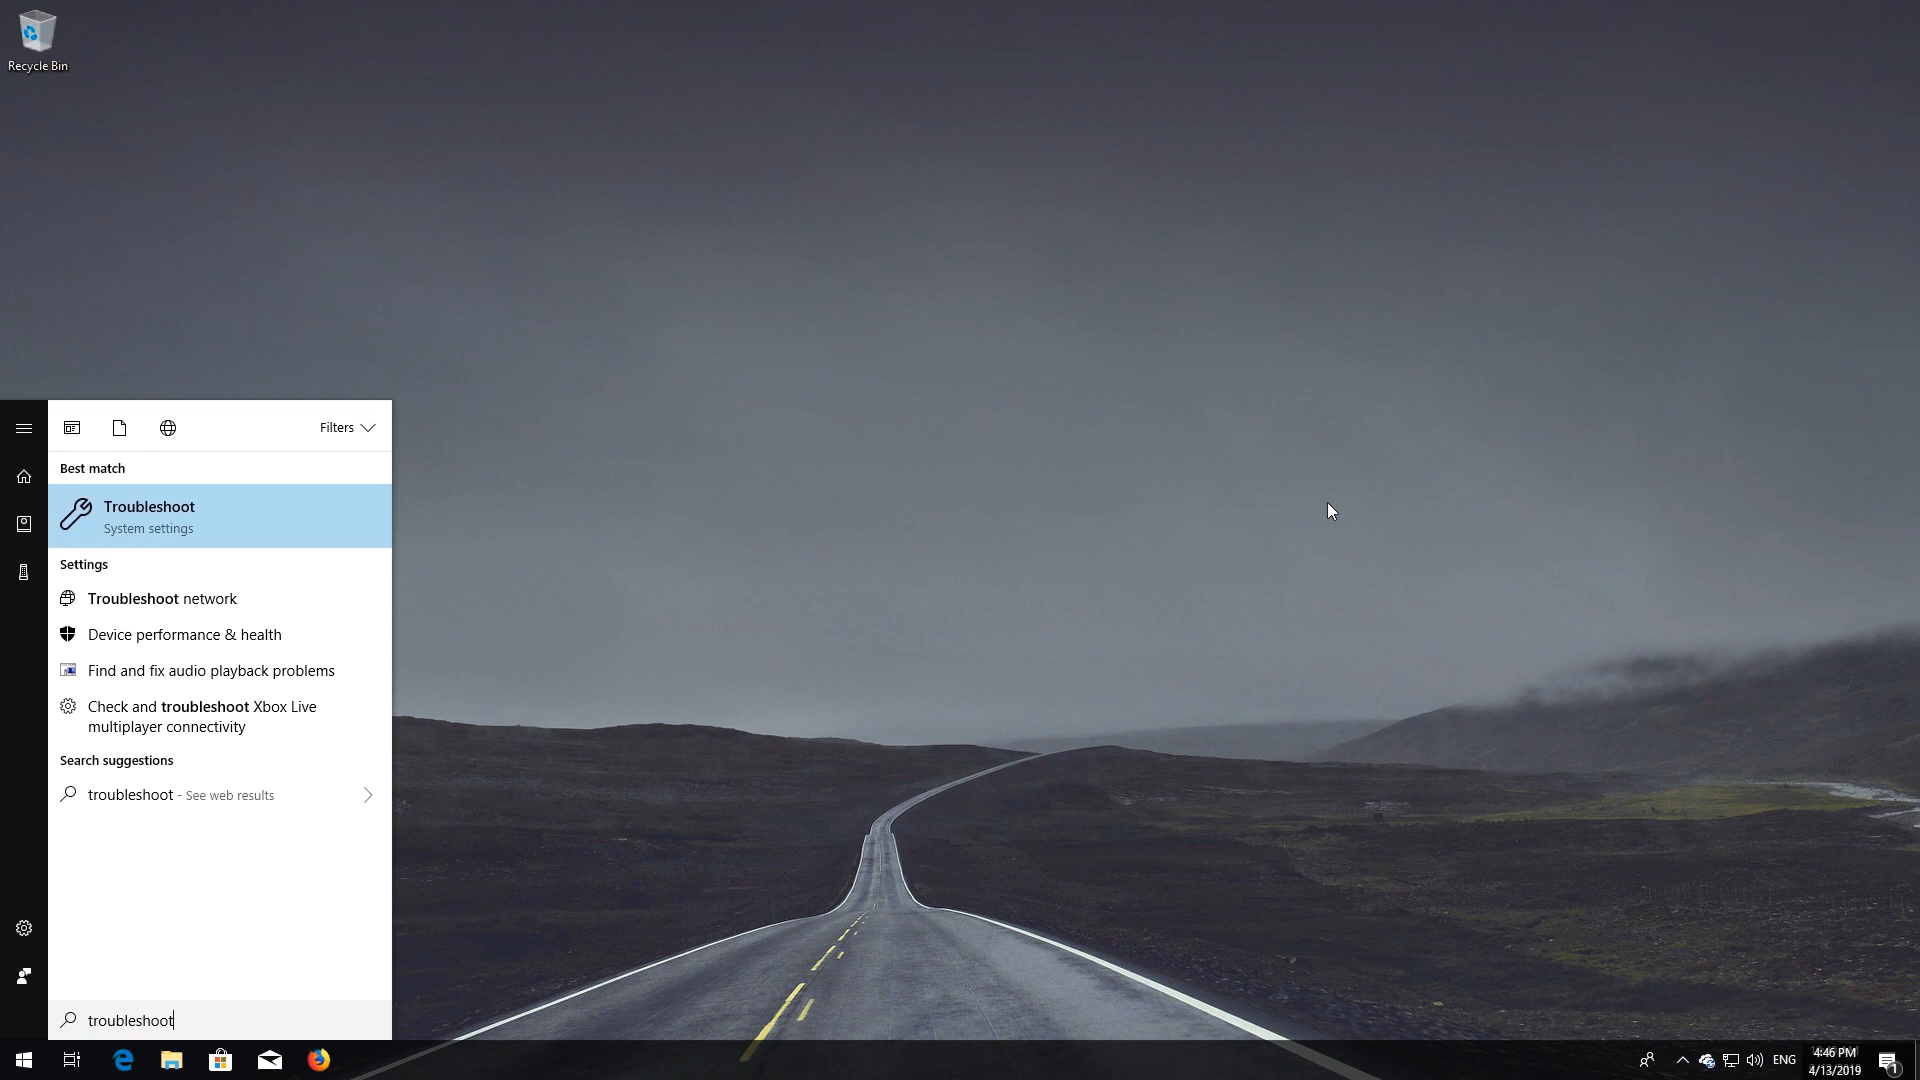 Recycle Bin
Filters
Best match
Troubleshoot
System settings
Settings
Troubleshoot network
Device performance & health
Find and fix audio playback problems
Check and troubleshoot Xbox Live
multiplayer connectivity
Search suggestions
troubleshoot - See web results
troubleshoot
ENG
4:46 PM
4/13/2019
1